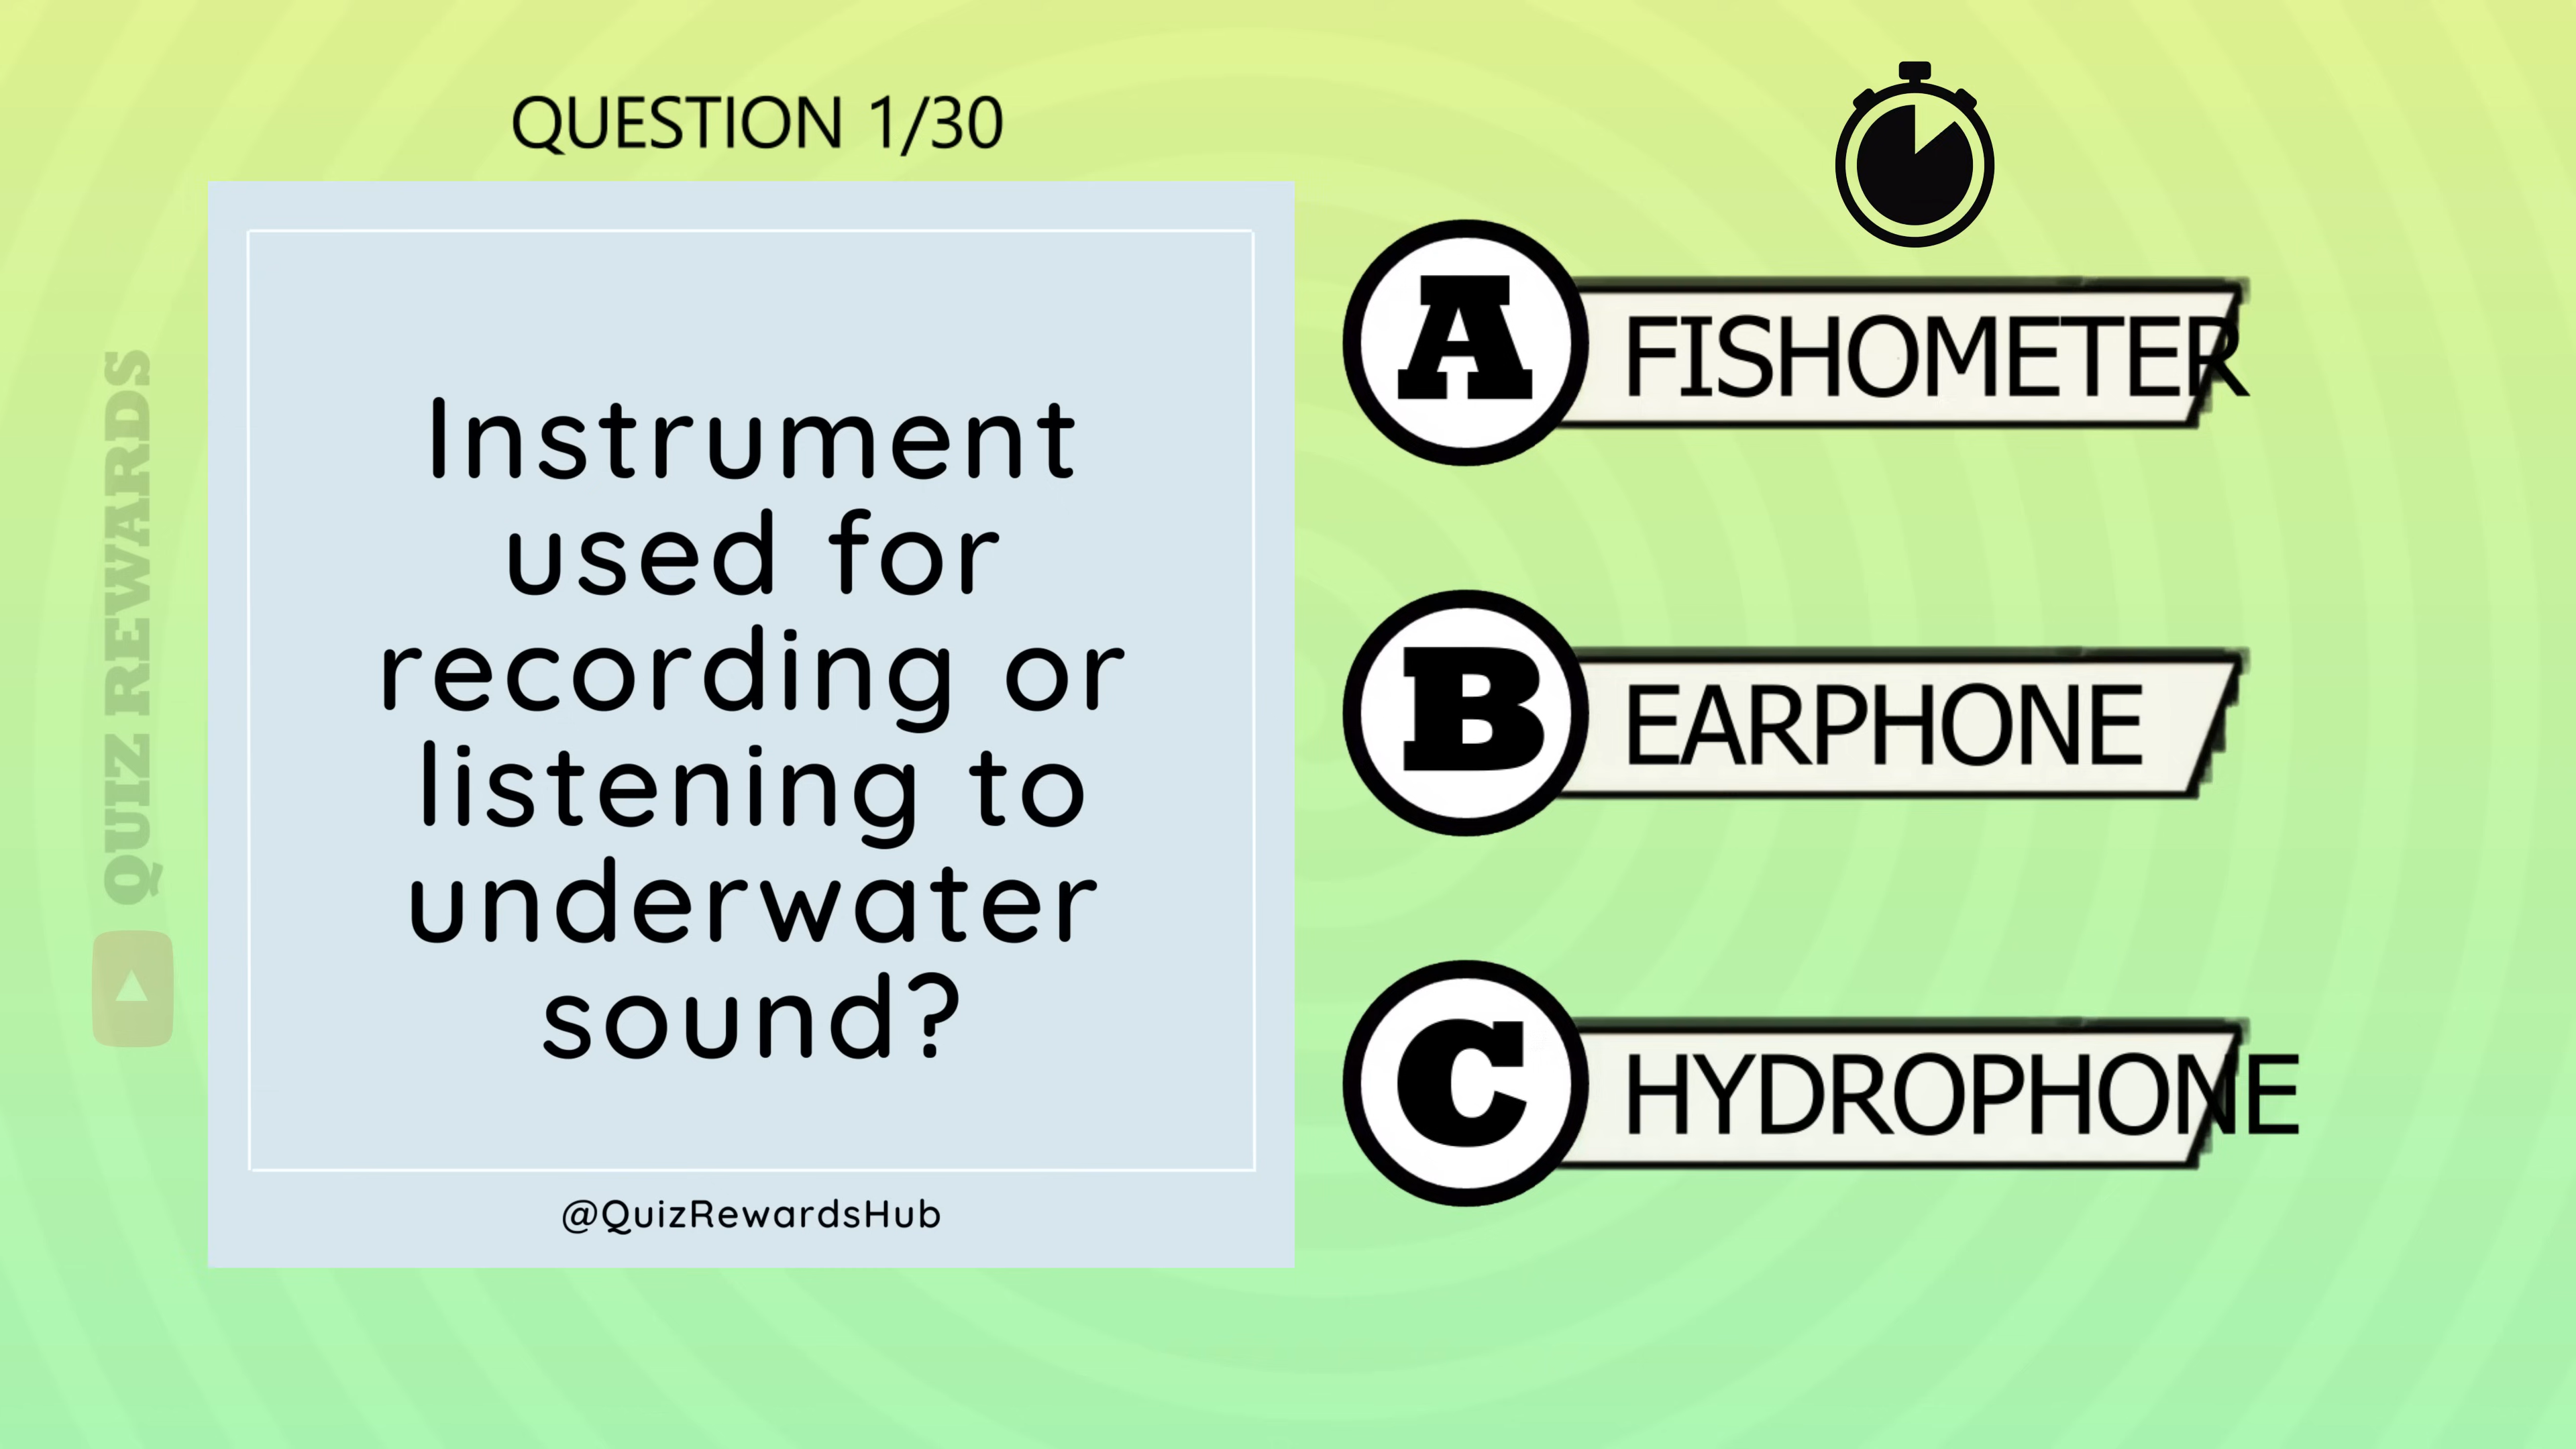 QUESTION 1/30
Instrument
used for
recording or
listening to
underwater
sound?
@QuizRewardsHub
A
FISHOMETER
B
EARPHONE
C
HYDROPHONE
QUIZ REWARDS